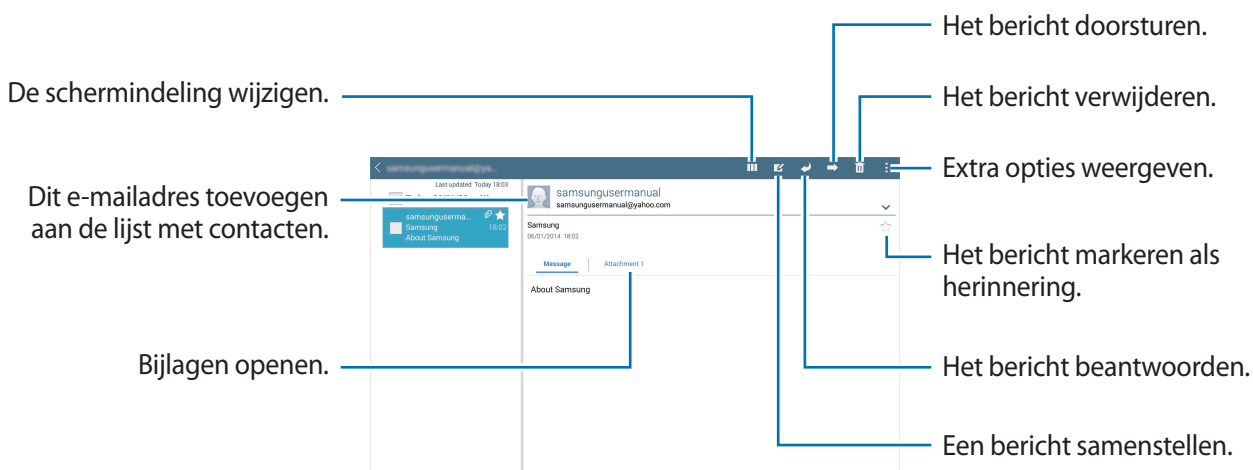 Het bericht doorsturen.
De schermindeling wijzigen.
Het bericht verwijderen.
Extra opties weergeven.
Last updated Today 18:03
Dit e-mailadres toevoegen
aan de lijst met contacten.
samsungusermanual
samsungusermanual@yahoo.com
samsunguserma...
Samsung 18:02
About Samsung
Samsung
06/01/2014 18:02
Het bericht markeren als
herinnering.
Message Attachment 1
About Samsung
Bijlagen openen.
Het bericht beantwoorden.
Een bericht samenstellen.